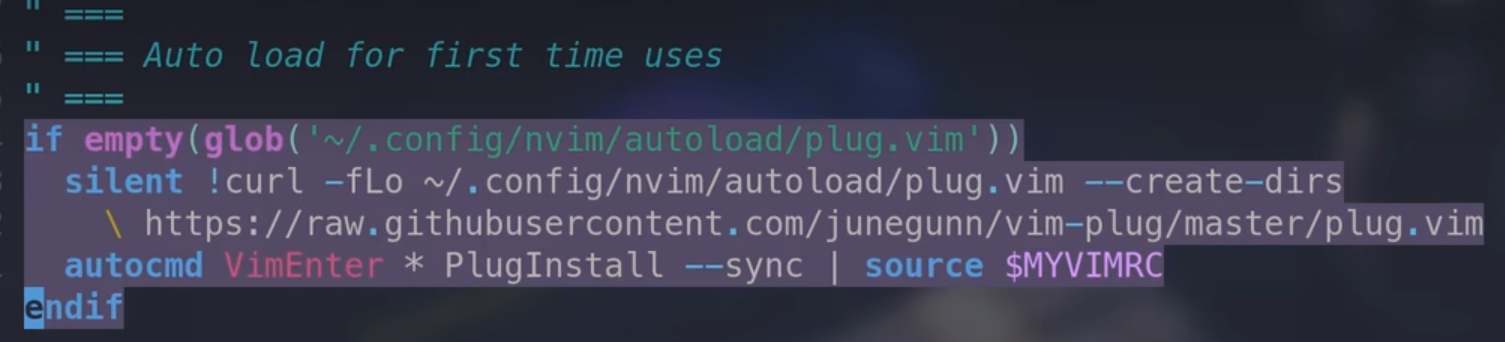 " ===
" === Auto load for first time uses
" ===
if empty(glob('~/.config/nvim/autoload/plug.vim'))
  silent !curl -fLo ~/.config/nvim/autoload/plug.vim --create-dirs
    \ https://raw.githubusercontent.com/junegunn/vim-plug/master/plug.vim
  autocmd VimEnter * PlugInstall --sync | source $MYVIMRC
endif